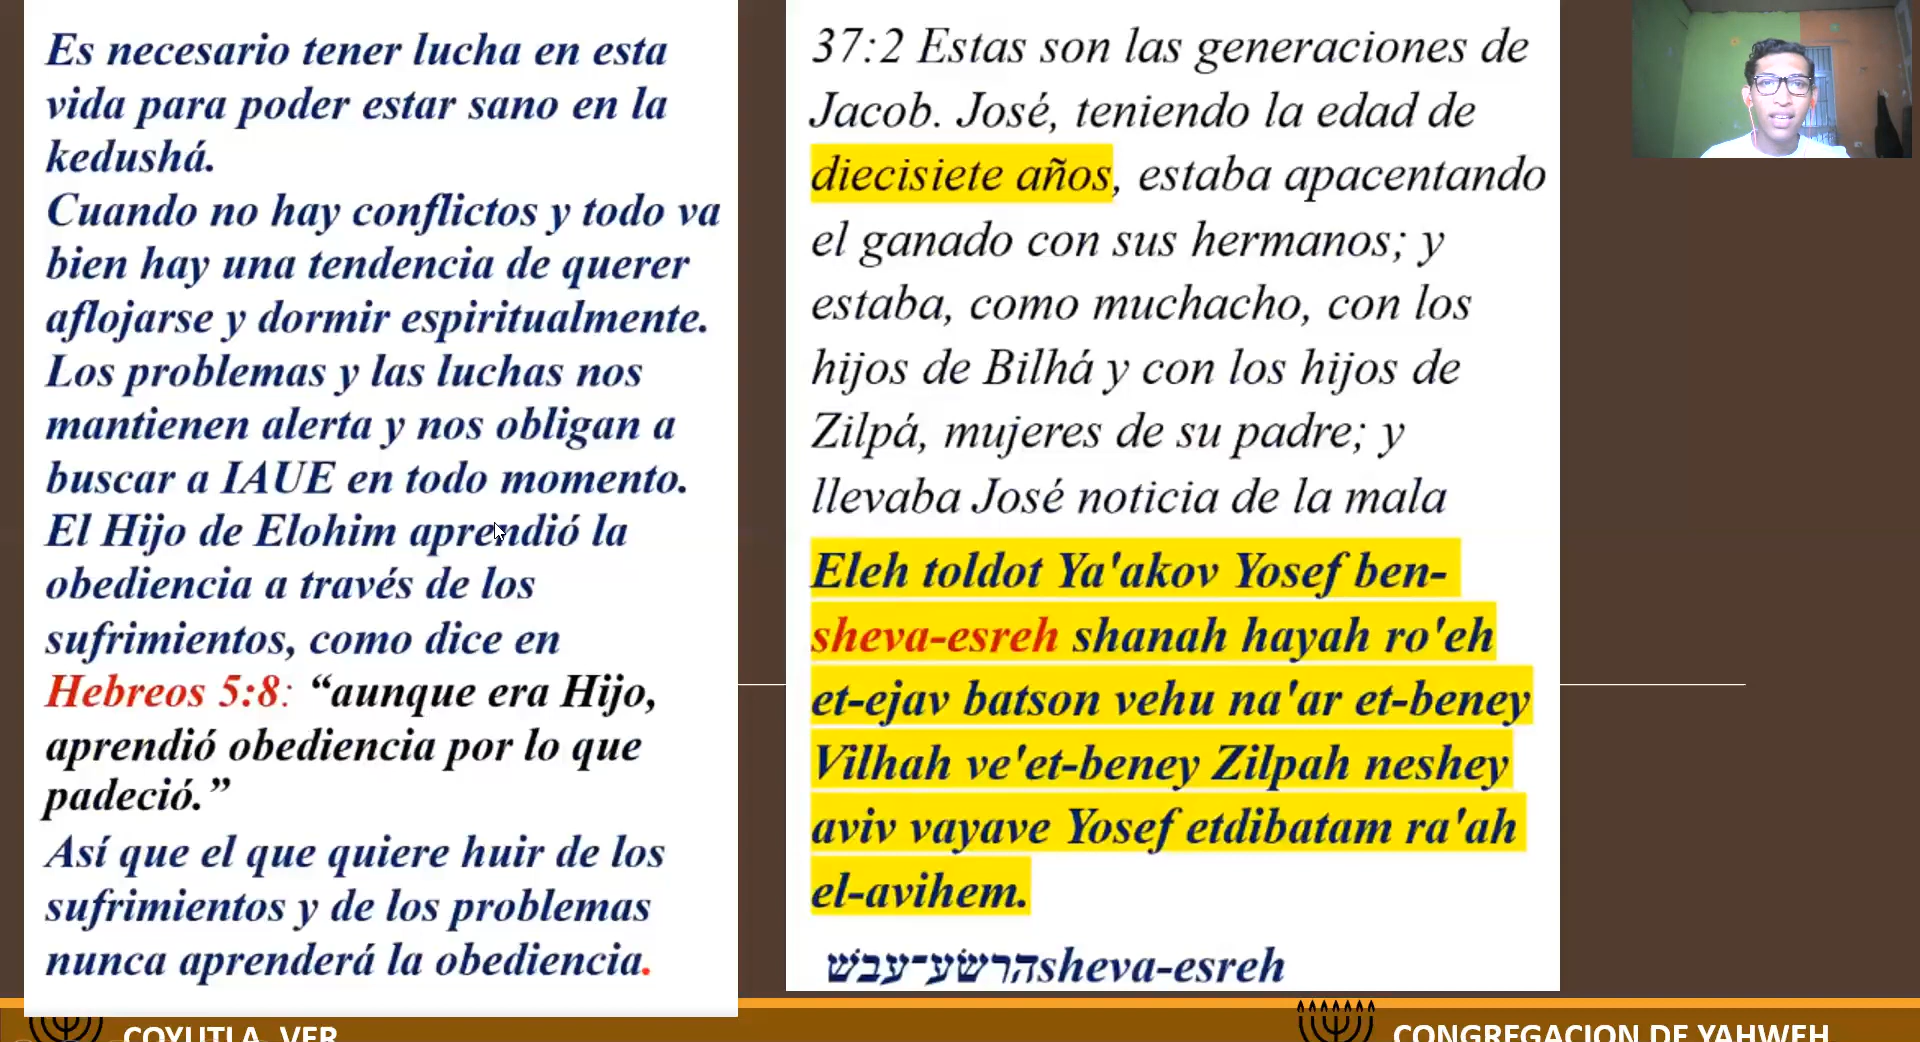 Es necesario tener lucha en esta
vida para poder estar sano en la
kedushá.
Cuando no hay conflictos y todo va
bien hay una tendencia de querer
aflojarse y dormir espiritualmente.
Los problemas y las luchas nos
mantienen alerta y nos obligan a
buscar a IAUE en todo momento.
El Hijo de Elohim aprendió la
obediencia a través de los
sufrimientos, como dice en
Hebreos 5:8: “aunque era Hijo,
aprendió obediencia por lo que
padeció.”
Así que el que quiere huir de los
sufrimientos y de los problemas
nunca aprenderá la obediencia.
37:2 Estas son las generaciones de
Jacob. José, teniendo la edad de
diecisiete años, estaba apacentando
el ganado con sus hermanos; y
estaba, como muchacho, con los
hijos de Bilhá y con los hijos de
Zilpá, mujeres de su padre; y
llevaba José noticia de la mala
Eleh toldot Ya'akov Yosef ben-
sheva-esreh shanah hayah ro'eh
et-ejav batson vehu na'ar et-beney
Vilhah ve'et-beney Zilpah neshey
aviv vayave Yosef etdibatam ra'ah
el-avihem.
הרשׂע־עבשׁsheva-esreh
COYUTLA, VER
CONGREGACION DE YAHWEH